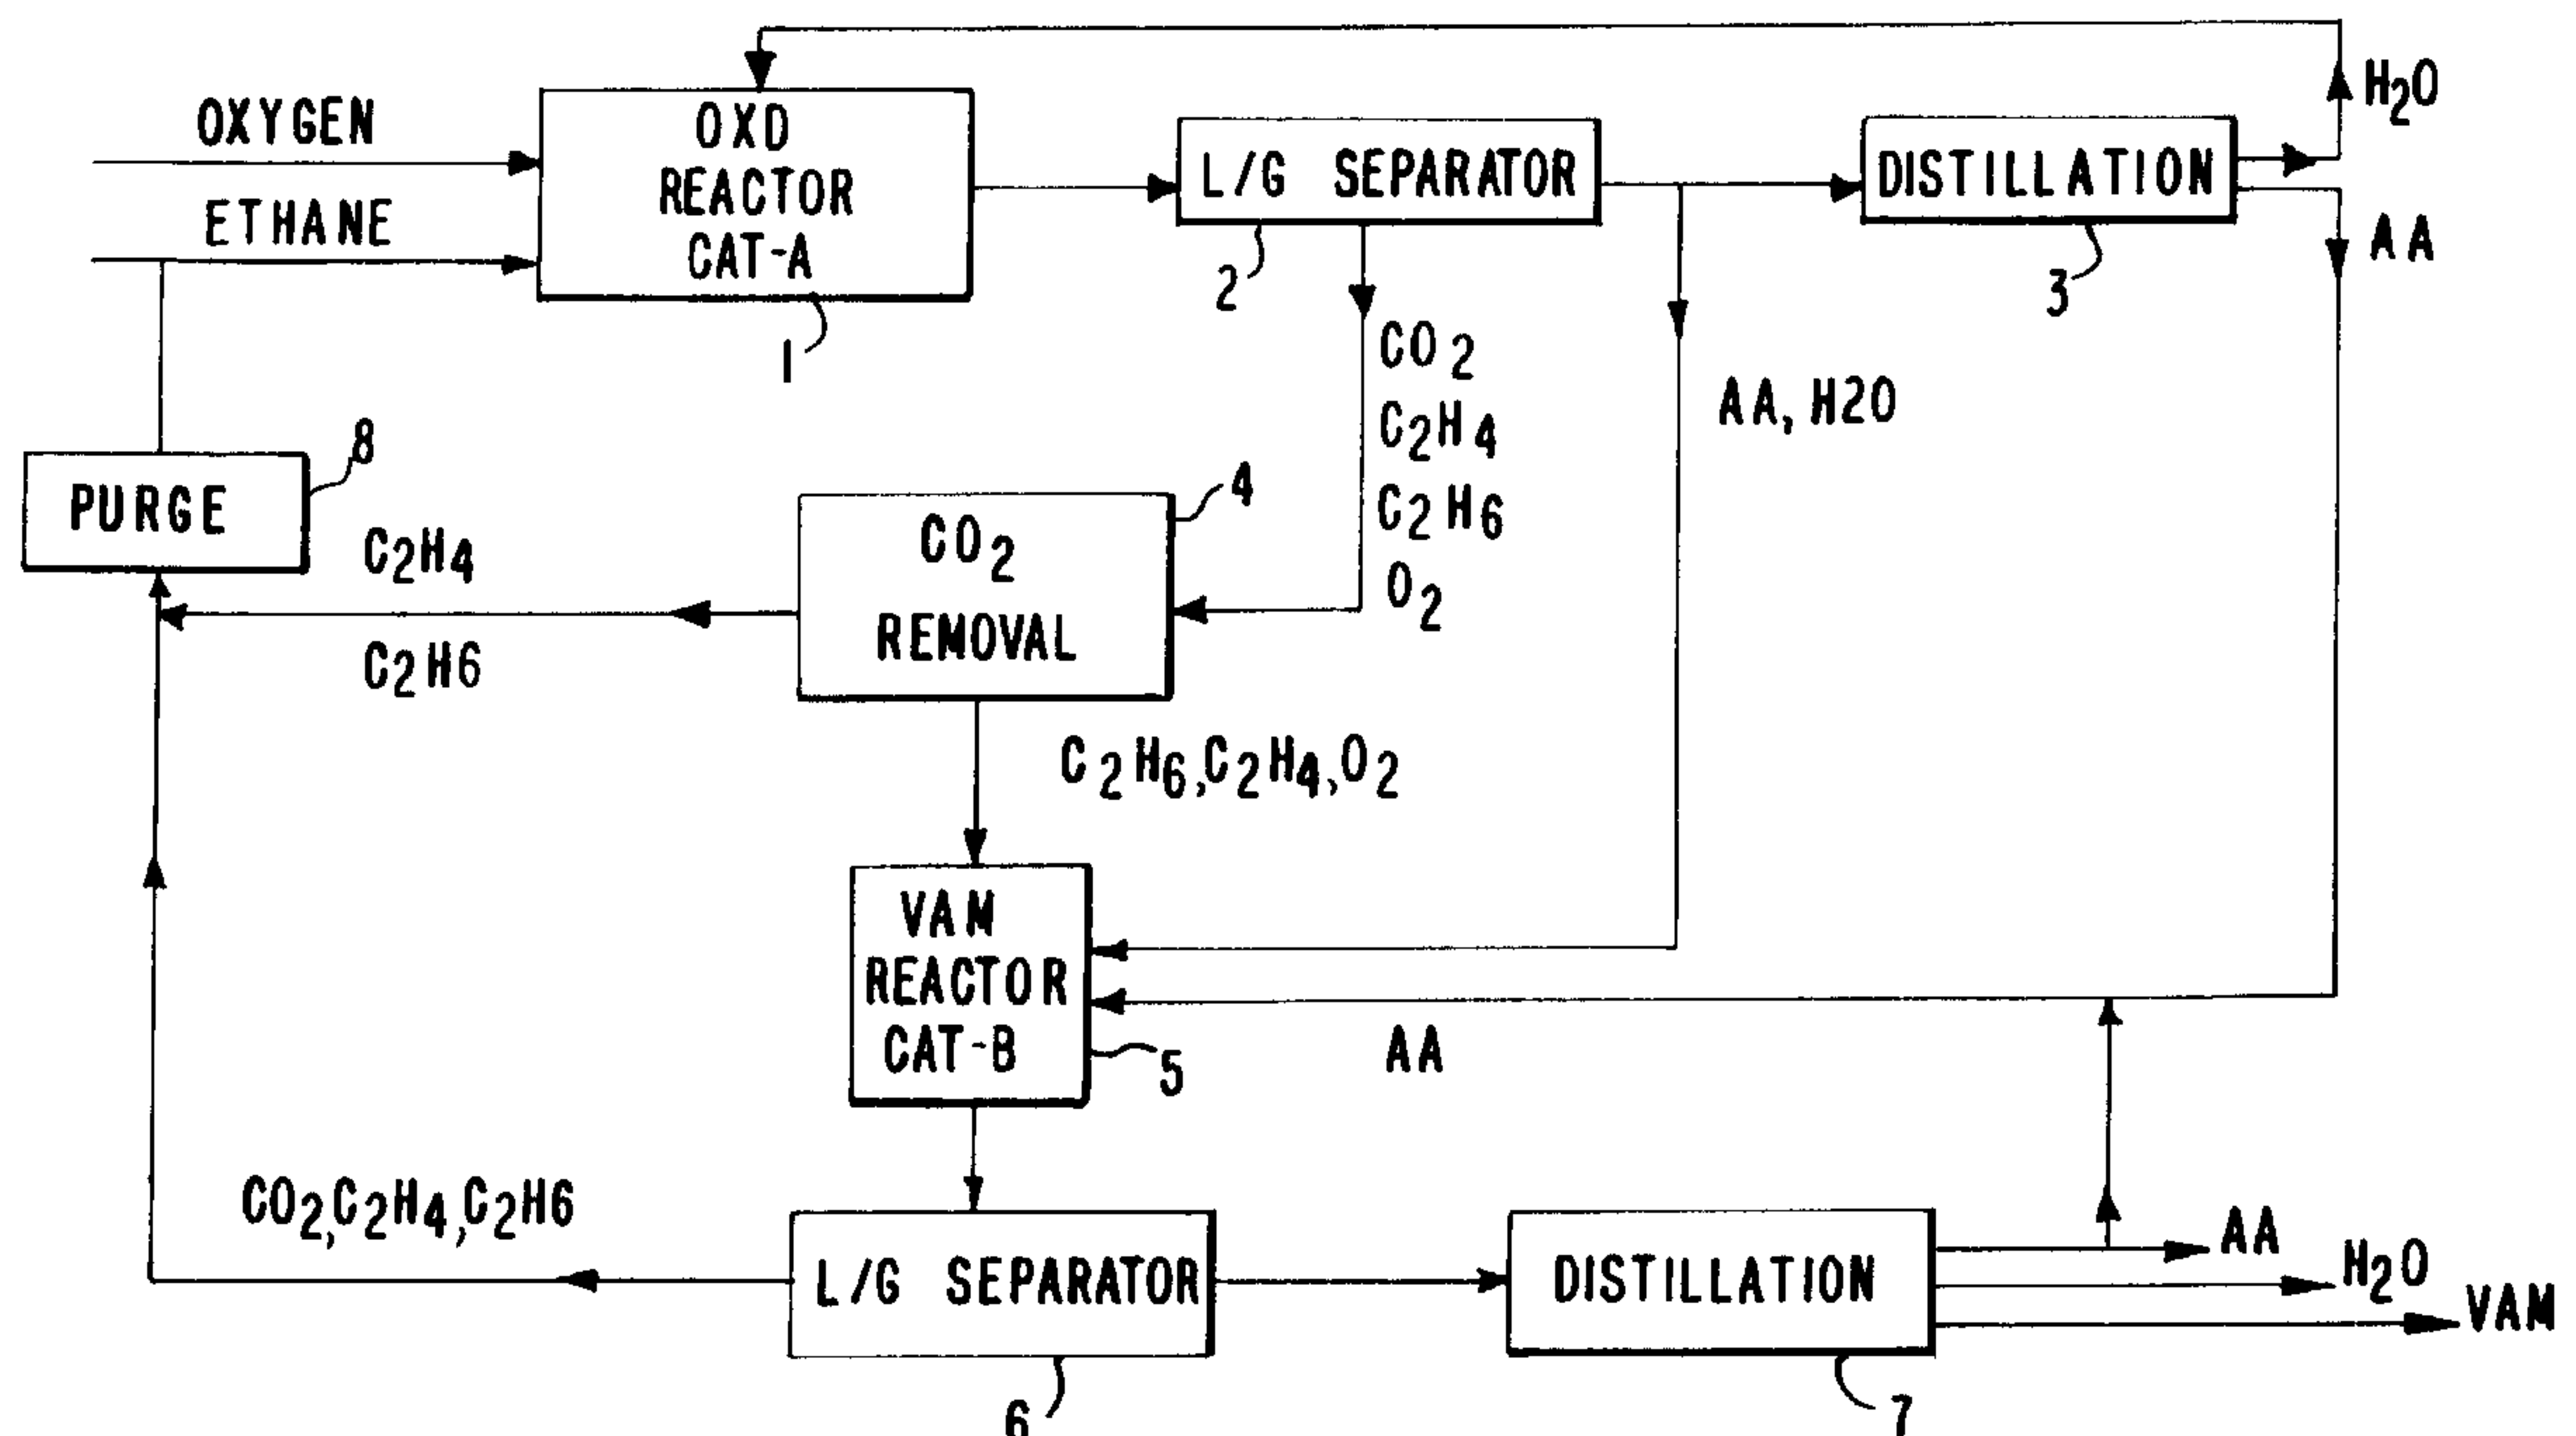 OXYGEN
ETHANE
OXD
REACTOR
CAT-A
1
L/G SEPARATOR
2
DISTILLATION
3
H2O
AA
CO2
C2H4
C2H6
O2
AA, H2O
PURGE
8
C2H4
C2H6
CO2
REMOVAL
4
C2H6,C2H4,O2
VAM
REACTOR
CAT-B
5
AA
CO2,C2H4,C2H6
L/G SEPARATOR
6
DISTILLATION
7
AA
H2O
VAM